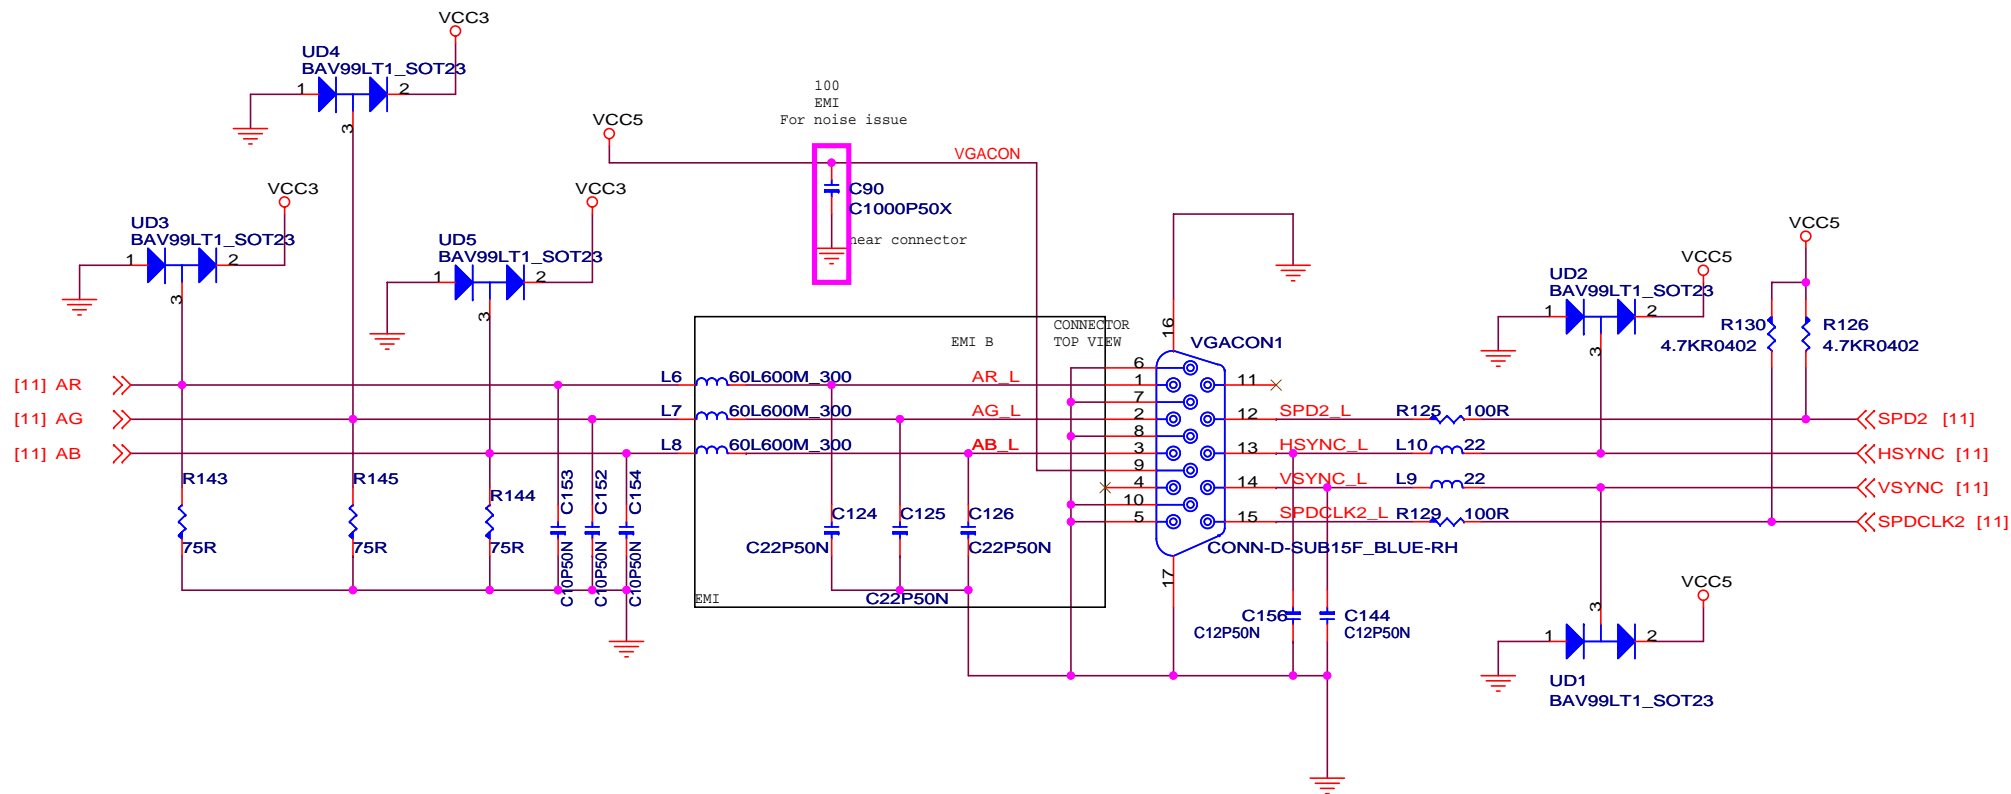 VCC3
UD4
BAV99LT1_SOT23
1
2
3
100
EMI
For noise issue
VCC5
VGACON
C90
C1000P50X
near connector
VCC3
UD3
BAV99LT1_SOT23
1
2
3
VCC3
UD5
BAV99LT1_SOT23
1
2
3
VCC5
VCC5
UD2
BAV99LT1_SOT23
1
2
3
R130
4.7KR0402
R126
4.7KR0402
CONNECTOR
TOP VIEW
EMI B
16
VGACON1
[11] AR
L6
60L600M_300
AR_L
[11] AG
L7
60L600M_300
AG_L
[11] AB
L8
60L600M_300
AB_L
6
1
7
2
8
3
9
4
10
5
11
12
13
14
15
SPD2_L
R125
100R
SPD2 [11]
HSYNC_L
L10
22
HSYNC [11]
VSYNC_L
L9
22
VSYNC [11]
SPDCLK2_L
R129
100R
SPDCLK2 [11]
R143
75R
R145
75R
R144
75R
C153
C10P50N
C152
C10P50N
C154
C10P50N
C124
C22P50N
C125
C22P50N
C126
C22P50N
EMI
CONN-D-SUB15F_BLUE-RH
17
C156
C12P50N
C144
C12P50N
VCC5
3
1
2
UD1
BAV99LT1_SOT23